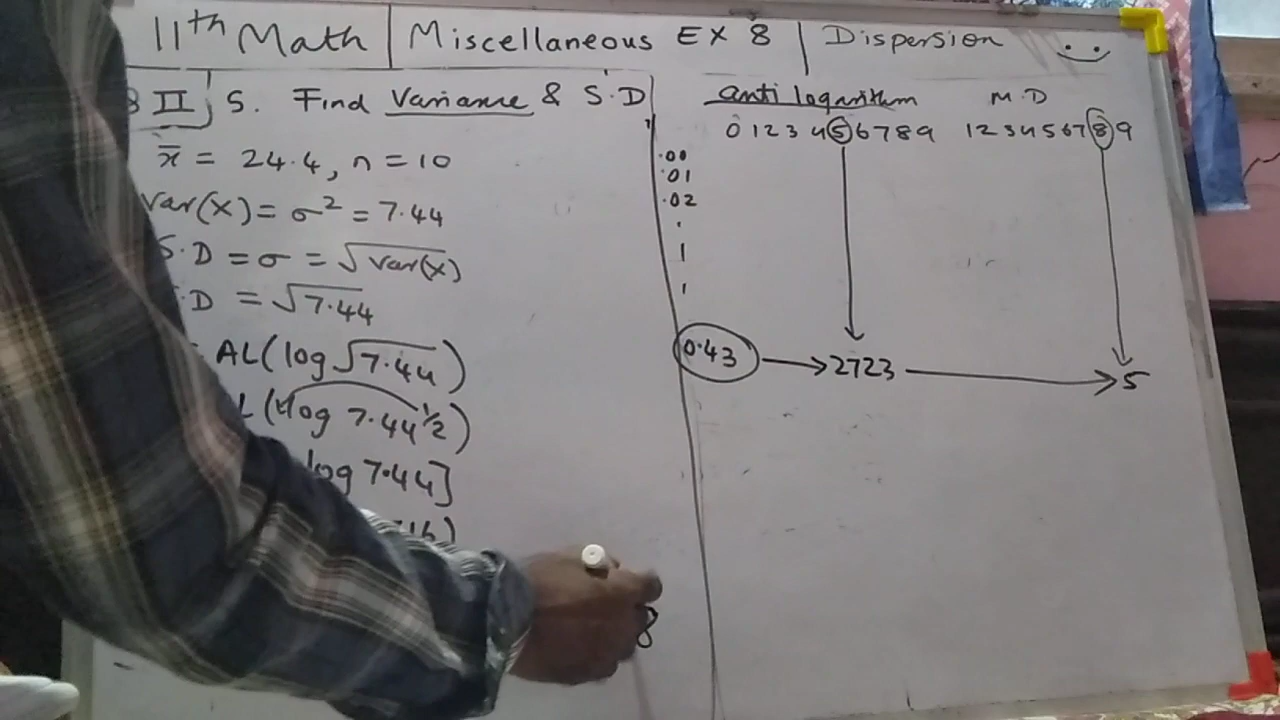 11th Math | Miscellaneous Ex 8 | Dispersion
II) 5. Find Variance & S.D
x̄ = 24.4, n = 10
Var(X) = σ² = 7.44
S.D = σ = √Var(X)
D = √7.44
AL(log √7.44)
L(log 7.44^1/2)
log 7.44]
16)
8
anti logarithm M.D
0 1 2 3 4 5 6 7 8 9 1 2 3 4 5 6 7 8 9
.00
.01
.02
0.43 → 2723 → 5